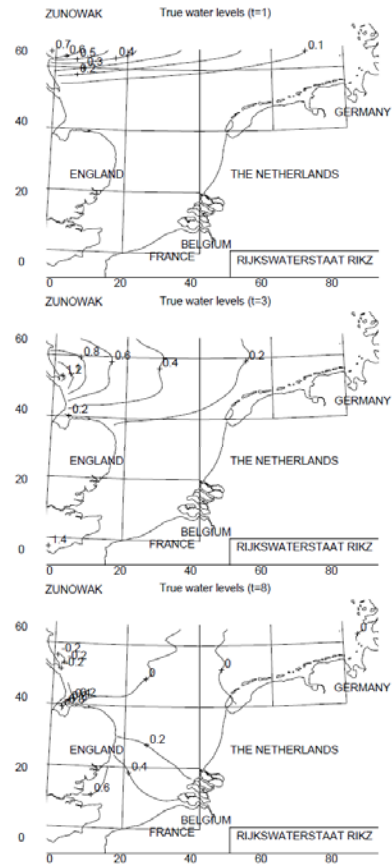 ZUNOWAK True water levels (t=1)
60
0.7
0.6
0.5
0.4
0.3
0.2
0.1
40
GERMANY
ENGLAND THE NETHERLANDS
20
BELGIUM
FRANCE RIJKSWATERSTAAT RIKZ
0
0 20 40 60 80
ZUNOWAK True water levels (t=3)
60
0.8
0.6
0.4
0.2
1.2
40
0.2
GERMANY
ENGLAND THE NETHERLANDS
20
BELGIUM
1.4
FRANCE RIJKSWATERSTAAT RIKZ
0
0 20 40 60 80
ZUNOWAK True water levels (t=8)
60
0
-0.2
0.2
-0.2
0
0
GERMANY
40
0.2
ENGLAND THE NETHERLANDS
20
0.4
0.6
BELGIUM
FRANCE RIJKSWATERSTAAT RIKZ
0
0 20 40 60 80